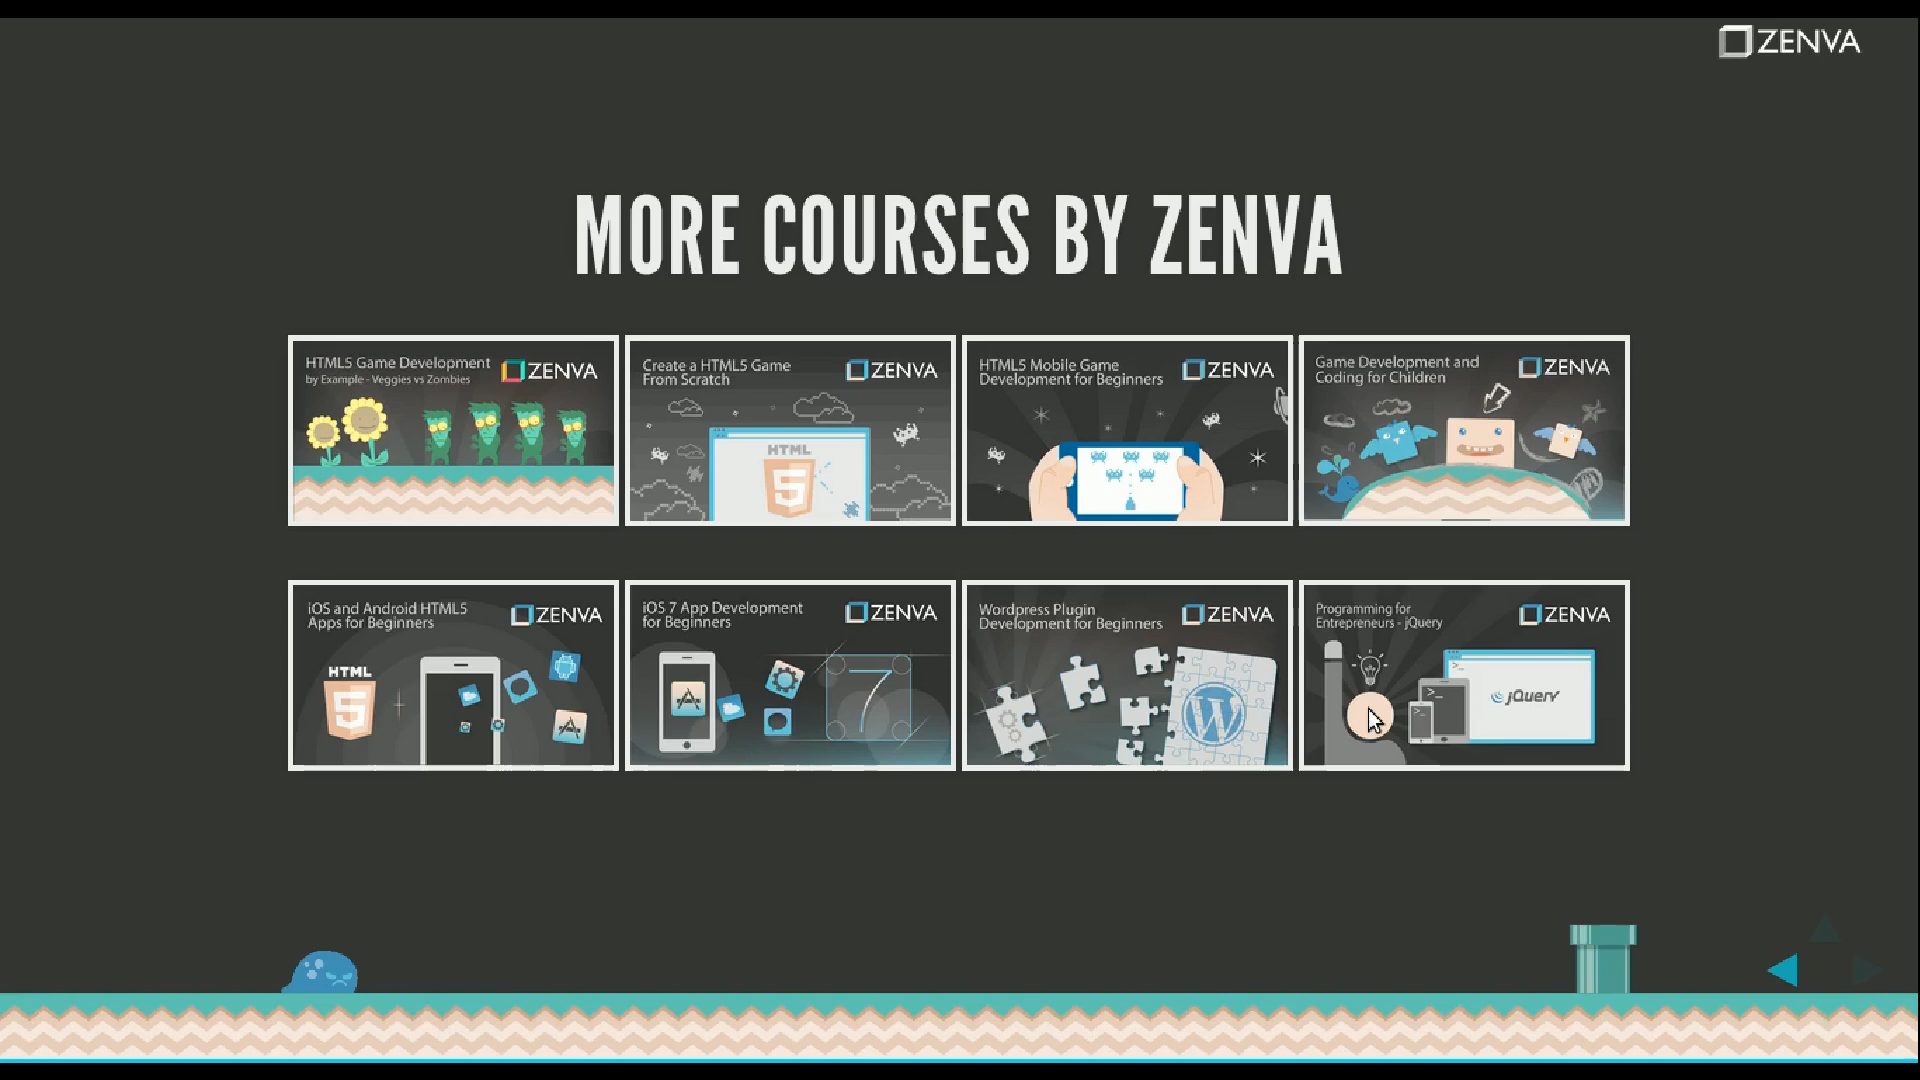 ZENVA
MORE COURSES BY ZENVA
HTML5 Game Development
by Example - Veggies vs Zombies
ZENVA
Create a HTML5 Game
From Scratch
ZENVA
HTML
5
HTML5 Mobile Game
Development for Beginners
ZENVA
Game Development and
Coding for Children
ZENVA
iOS and Android HTML5
Apps for Beginners
ZENVA
HTML
5
iOS 7 App Development
for Beginners
ZENVA
7
Wordpress Plugin
Development for Beginners
ZENVA
W
Programming for
Entrepreneurs - jQuery
ZENVA
>_
>_
>_
jQuery